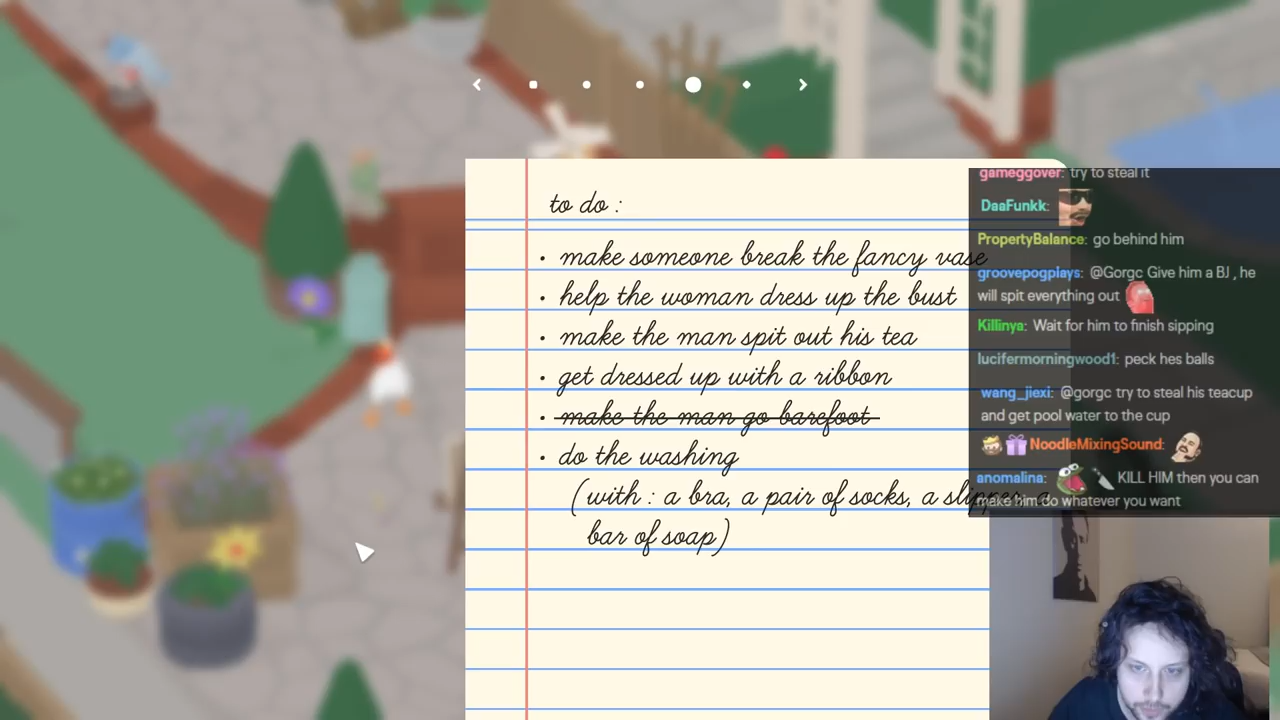 to do :
• make someone break the fancy vase
• help the woman dress up the bust
• make the man spit out his tea
• get dressed up with a ribbon
• make the man go barefoot
• do the washing
(with : a bra, a pair of socks, a slipper, a
bar of soap)
gameggover: try to steal it
DaaFunkk:
PropertyBalance: go behind him
groovepogplays: @Gorgc Give him a BJ , he
will spit everything out
Killinya: Wait for him to finish sipping
lucifermorningwood1: peck hes balls
wang_jiexi: @gorgc try to steal his teacup
and get pool water to the cup
NoodleMixingSound:
anomalina: KILL HIM then you can
make him do whatever you want